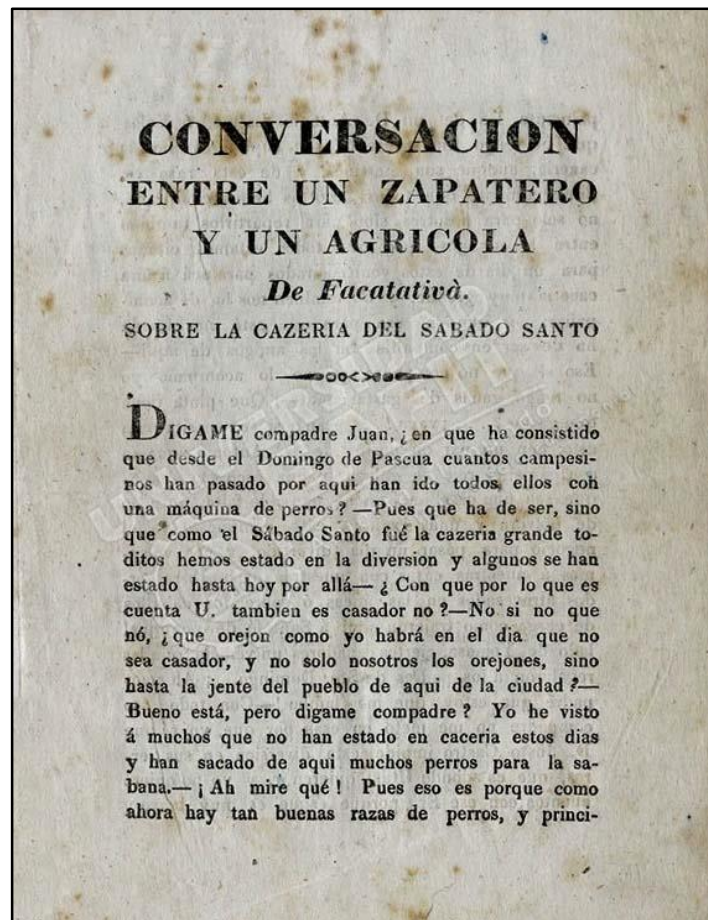 CONVERSACION
ENTRE UN ZAPATERO
Y UN AGRICOLA
De Facatativà.
SOBRE LA CAZERIA DEL SABADO SANTO
DIGAME compadre Juan, ¿ en que ha consistido
que desde el Domingo de Pascua cuantos campesi-
nos han pasado por aqui han ido todos ellos coh
una máquina de perros ? —Pues que ha de ser, sino
que como el Sábado Santo fué la cazeria grande to-
ditos hemos estado en la diversion y algunos se han
estado hasta hoy por allá— ¿ Con que por lo que es
cuenta U. tambien es casador no ?—No si no que
nó, ¿ que orejon como yo habrá en el dia que no
sea casador, y no solo nosotros los orejones, sino
hasta la jente del pueblo de aqui de la ciudad ?—
Bueno está, pero digame compadre ? Yo he visto
á muchos que no han estado en caceria estos dias
y han sacado de aqui muchos perros para la sa-
bana.— ¡ Ah mire qué ! Pues eso es porque como
ahora hay tan buenas razas de perros, y princi-